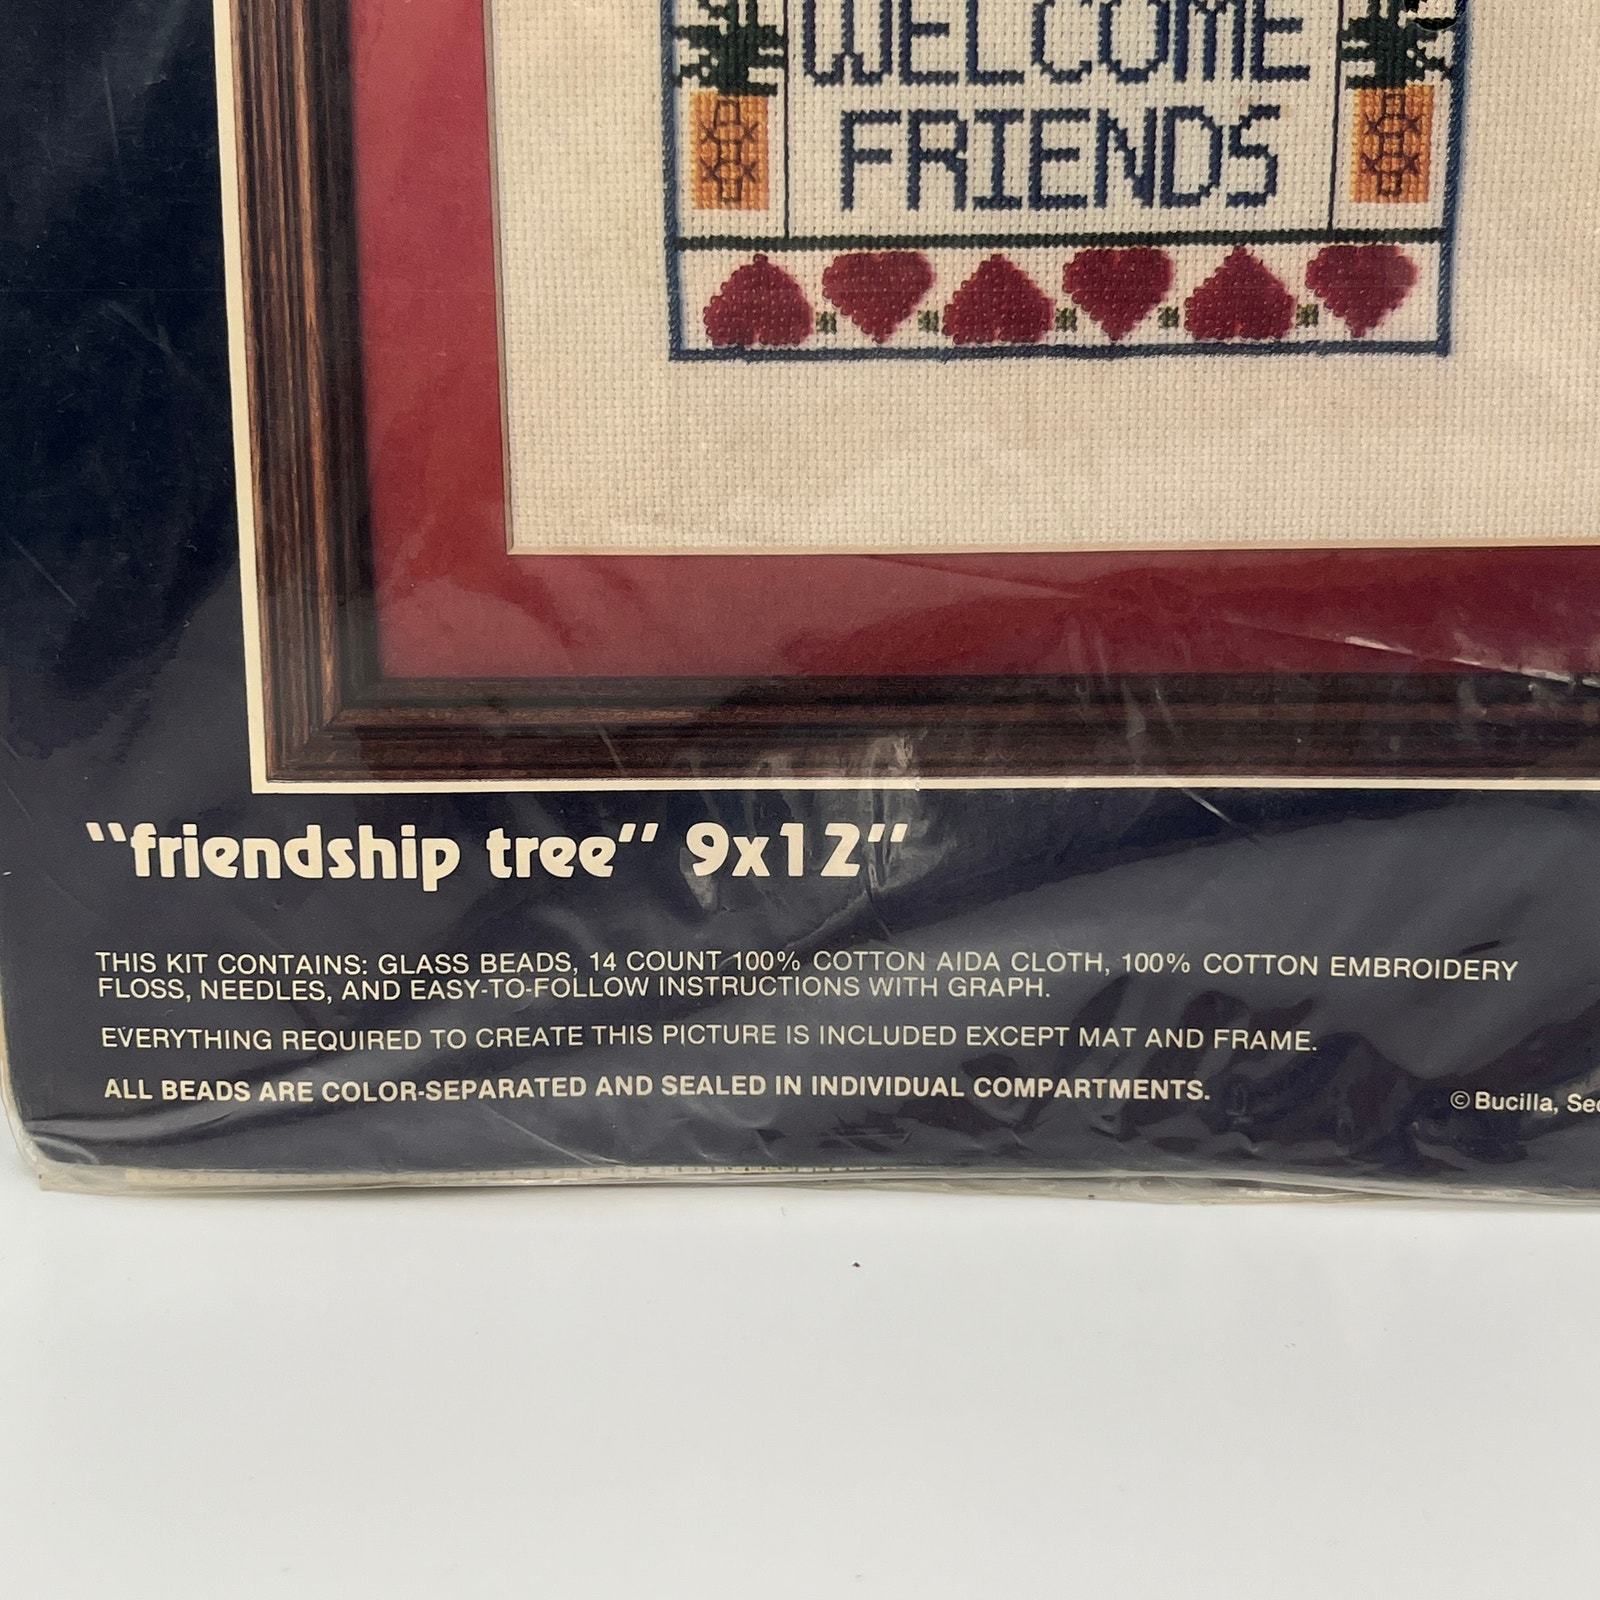 WELCOME
FRIENDS
"friendship tree" 9x12"
THIS KIT CONTAINS: GLASS BEADS, 14 COUNT 100% COTTON AIDA CLOTH, 100% COTTON EMBROIDERY
FLOSS, NEEDLES, AND EASY-TO-FOLLOW INSTRUCTIONS WITH GRAPH.
EVERYTHING REQUIRED TO CREATE THIS PICTURE IS INCLUDED EXCEPT MAT AND FRAME.
ALL BEADS ARE COLOR-SEPARATED AND SEALED IN INDIVIDUAL COMPARTMENTS.
© Bucilla,